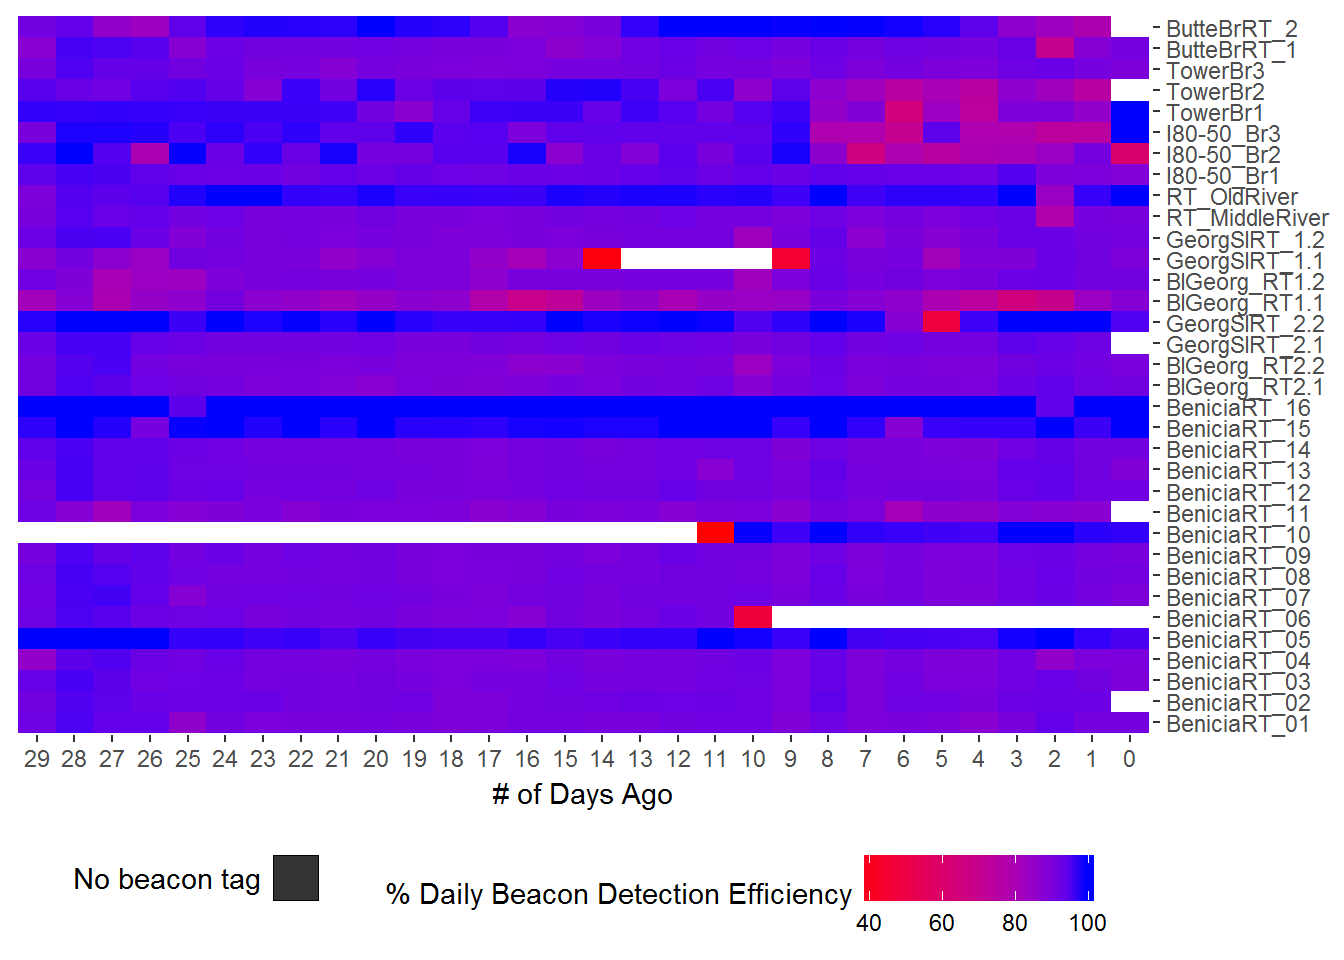 ButteBrRT_2
ButteBrRT_1
TowerBr3
TowerBr2
TowerBr1
I80-50_Br3
I80-50_Br2
I80-50_Br1
RT_OldRiver
RT_MiddleRiver
GeorgSlRT_1.2
GeorgSlRT_1.1
BlGeorg_RT1.2
BlGeorg_RT1.1
GeorgSlRT_2.2
GeorgSlRT_2.1
BlGeorg_RT2.2
BlGeorg_RT2.1
BeniciaRT_16
BeniciaRT_15
BeniciaRT_14
BeniciaRT_13
BeniciaRT_12
BeniciaRT_11
BeniciaRT_10
BeniciaRT_09
BeniciaRT_08
BeniciaRT_07
BeniciaRT_06
BeniciaRT_05
BeniciaRT_04
BeniciaRT_03
BeniciaRT_02
BeniciaRT_01
29 28 27 26 25 24 23 22 21 20 19 18 17 16 15 14 13 12 11 10 9 8 7 6 5 4 3 2 1 0
# of Days Ago
No beacon tag
% Daily Beacon Detection Efficiency
40 60 80 100